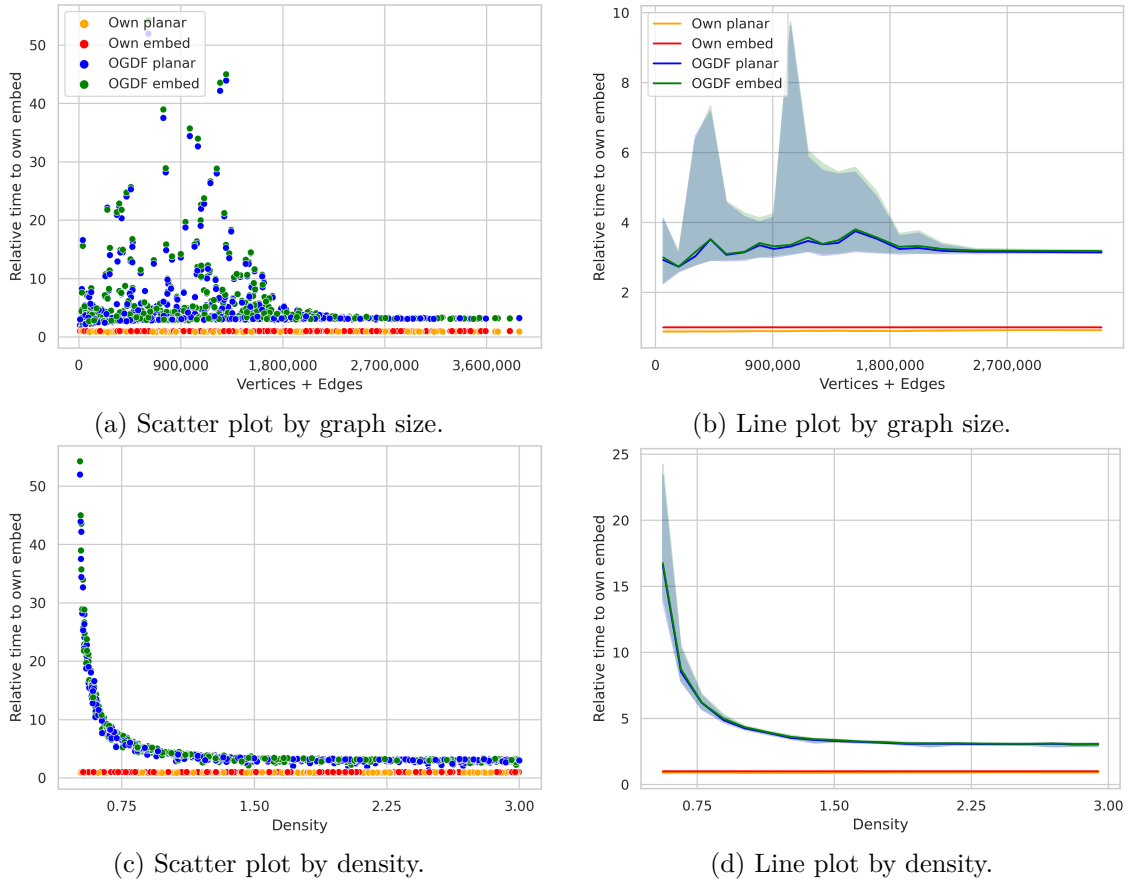 Own planar
Own embed
OGDF planar
OGDF embed
Relative time to own embed
50
40
30
20
10
0
0 900,000 1,800,000 2,700,000 3,600,000
Vertices + Edges
(a) Scatter plot by graph size.
Own planar
Own embed
OGDF planar
OGDF embed
Relative time to own embed
10
8
6
4
2
0 900,000 1,800,000 2,700,000
Vertices + Edges
(b) Line plot by graph size.
Relative time to own embed
50
40
30
20
10
0
0.75 1.50 2.25 3.00
Density
(c) Scatter plot by density.
Relative time to own embed
25
20
15
10
5
0
0.75 1.50 2.25 3.00
Density
(d) Line plot by density.